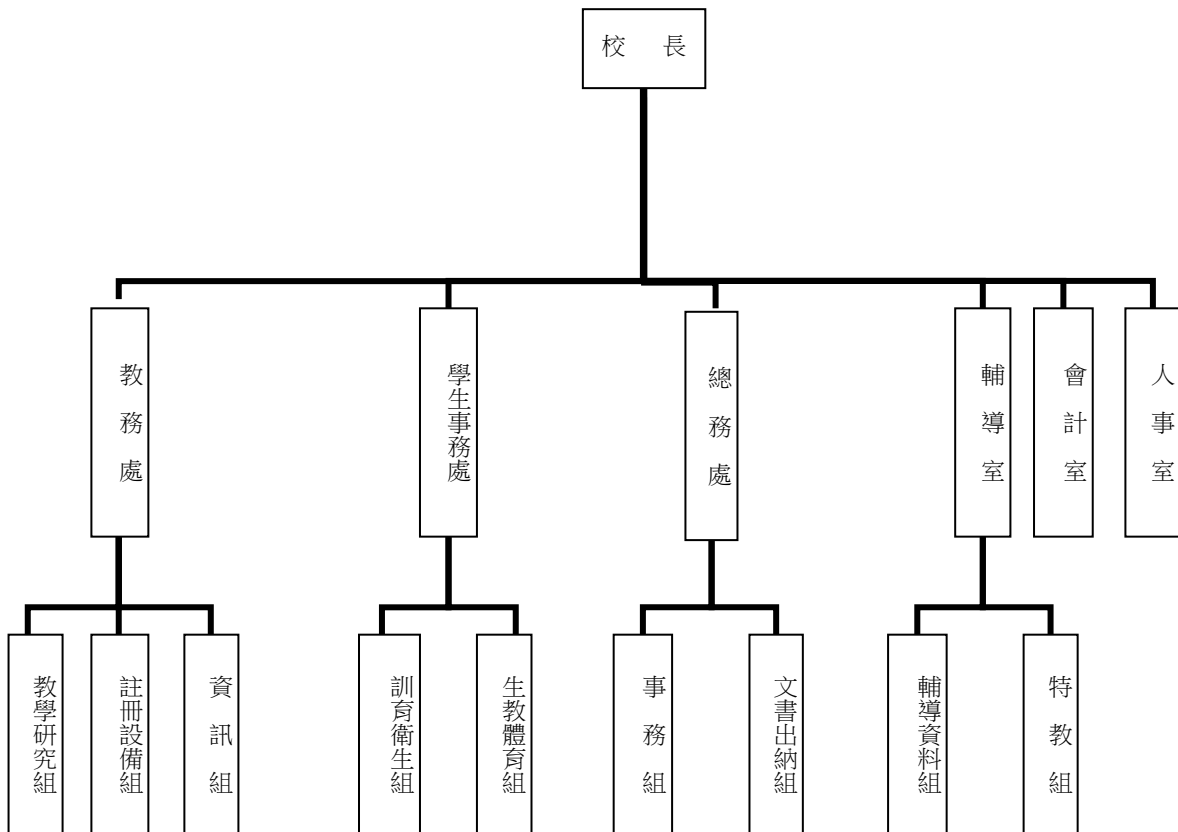 校 長
教務處
學生事務處
總務處
輔導室
會計室
人事室
教學研究組
註冊設備組
資訊組
訓育衛生組
生教體育組
事務組
文書出納組
輔導資料組
特教組